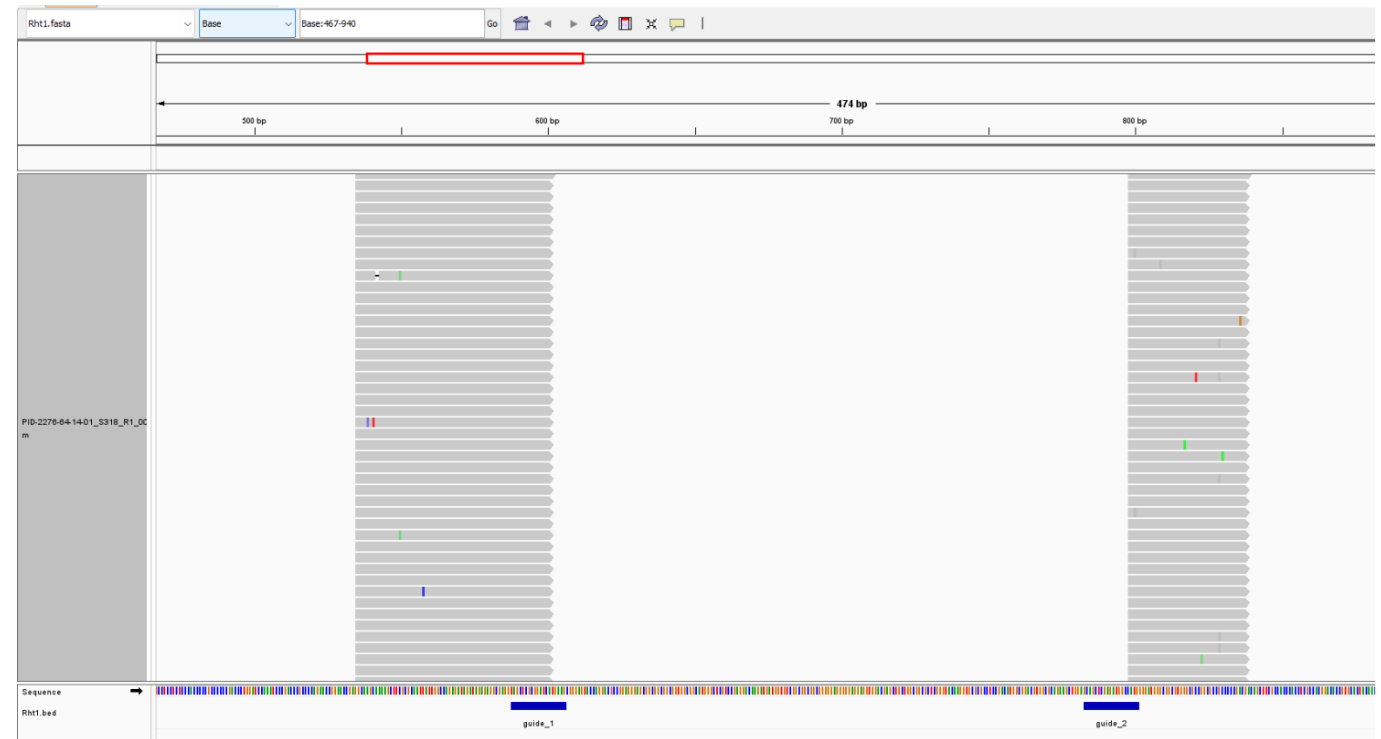 Rht1.fasta Base Base:467-940 Go
474 bp
500 bp 600 bp 700 bp 800 bp
PID-2276-64-14-01_S318_R1_00
m
Sequence
Rht1.bed
guide_1 guide_2